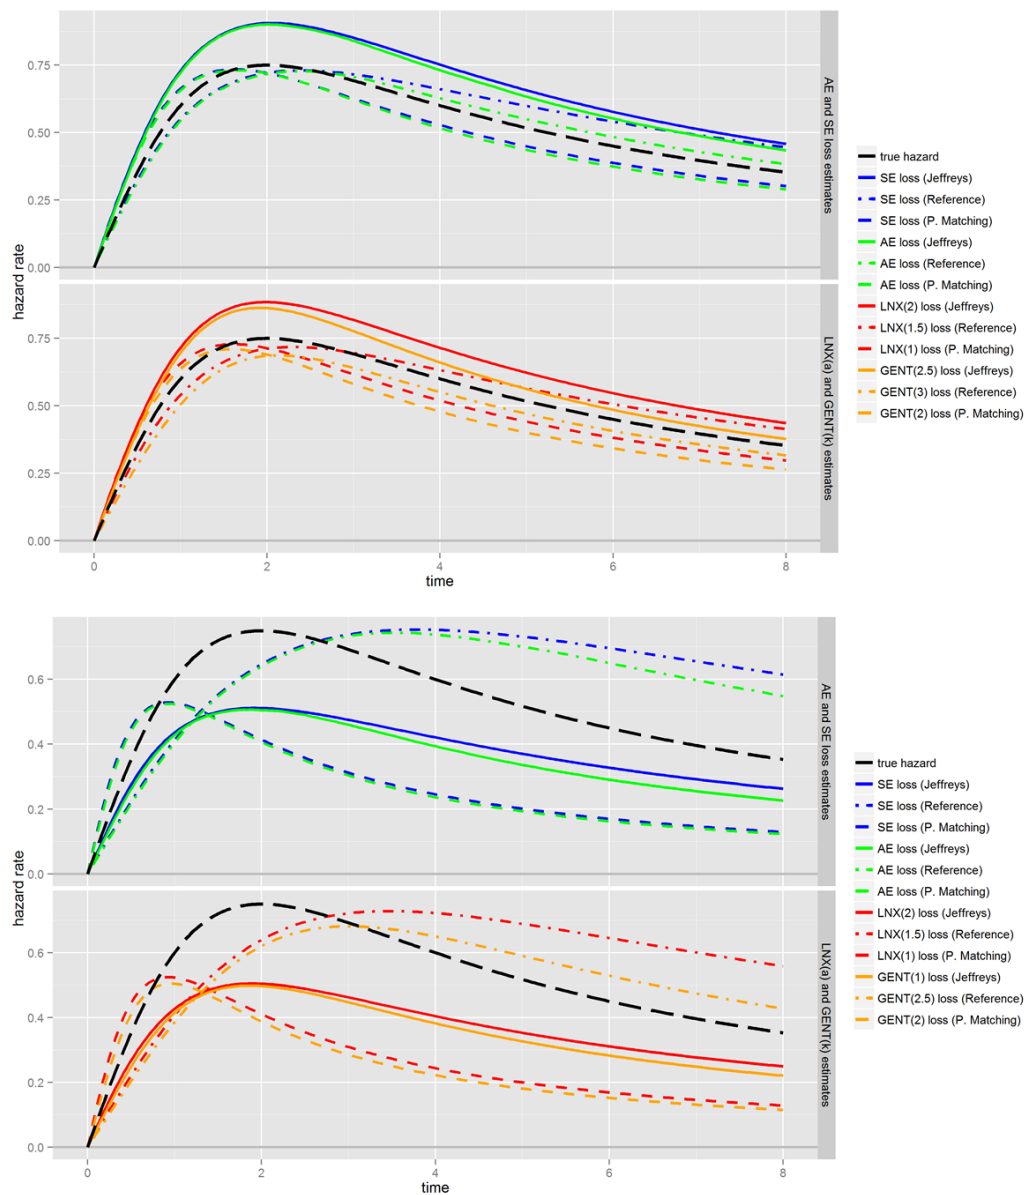 0.75
0.50
0.25
0.00
AE and SE loss estimates
0.75
0.50
0.25
0.00
LNX(a) and GENT(k) estimates
hazard rate
0
2
4
6
8
time
true hazard
SE loss (Jeffreys)
SE loss (Reference)
SE loss (P. Matching)
AE loss (Jeffreys)
AE loss (Reference)
AE loss (P. Matching)
LNX(2) loss (Jeffreys)
LNX(1.5) loss (Reference)
LNX(1) loss (P. Matching)
GENT(2.5) loss (Jeffreys)
GENT(3) loss (Reference)
GENT(2) loss (P. Matching)
0.6
0.4
0.2
0.0
AE and SE loss estimates
0.6
0.4
0.2
0.0
LNX(a) and GENT(k) estimates
hazard rate
0
2
4
6
8
time
true hazard
SE loss (Jeffreys)
SE loss (Reference)
SE loss (P. Matching)
AE loss (Jeffreys)
AE loss (Reference)
AE loss (P. Matching)
LNX(2) loss (Jeffreys)
LNX(1.5) loss (Reference)
LNX(1) loss (P. Matching)
GENT(1) loss (Jeffreys)
GENT(2.5) loss (Reference)
GENT(2) loss (P. Matching)